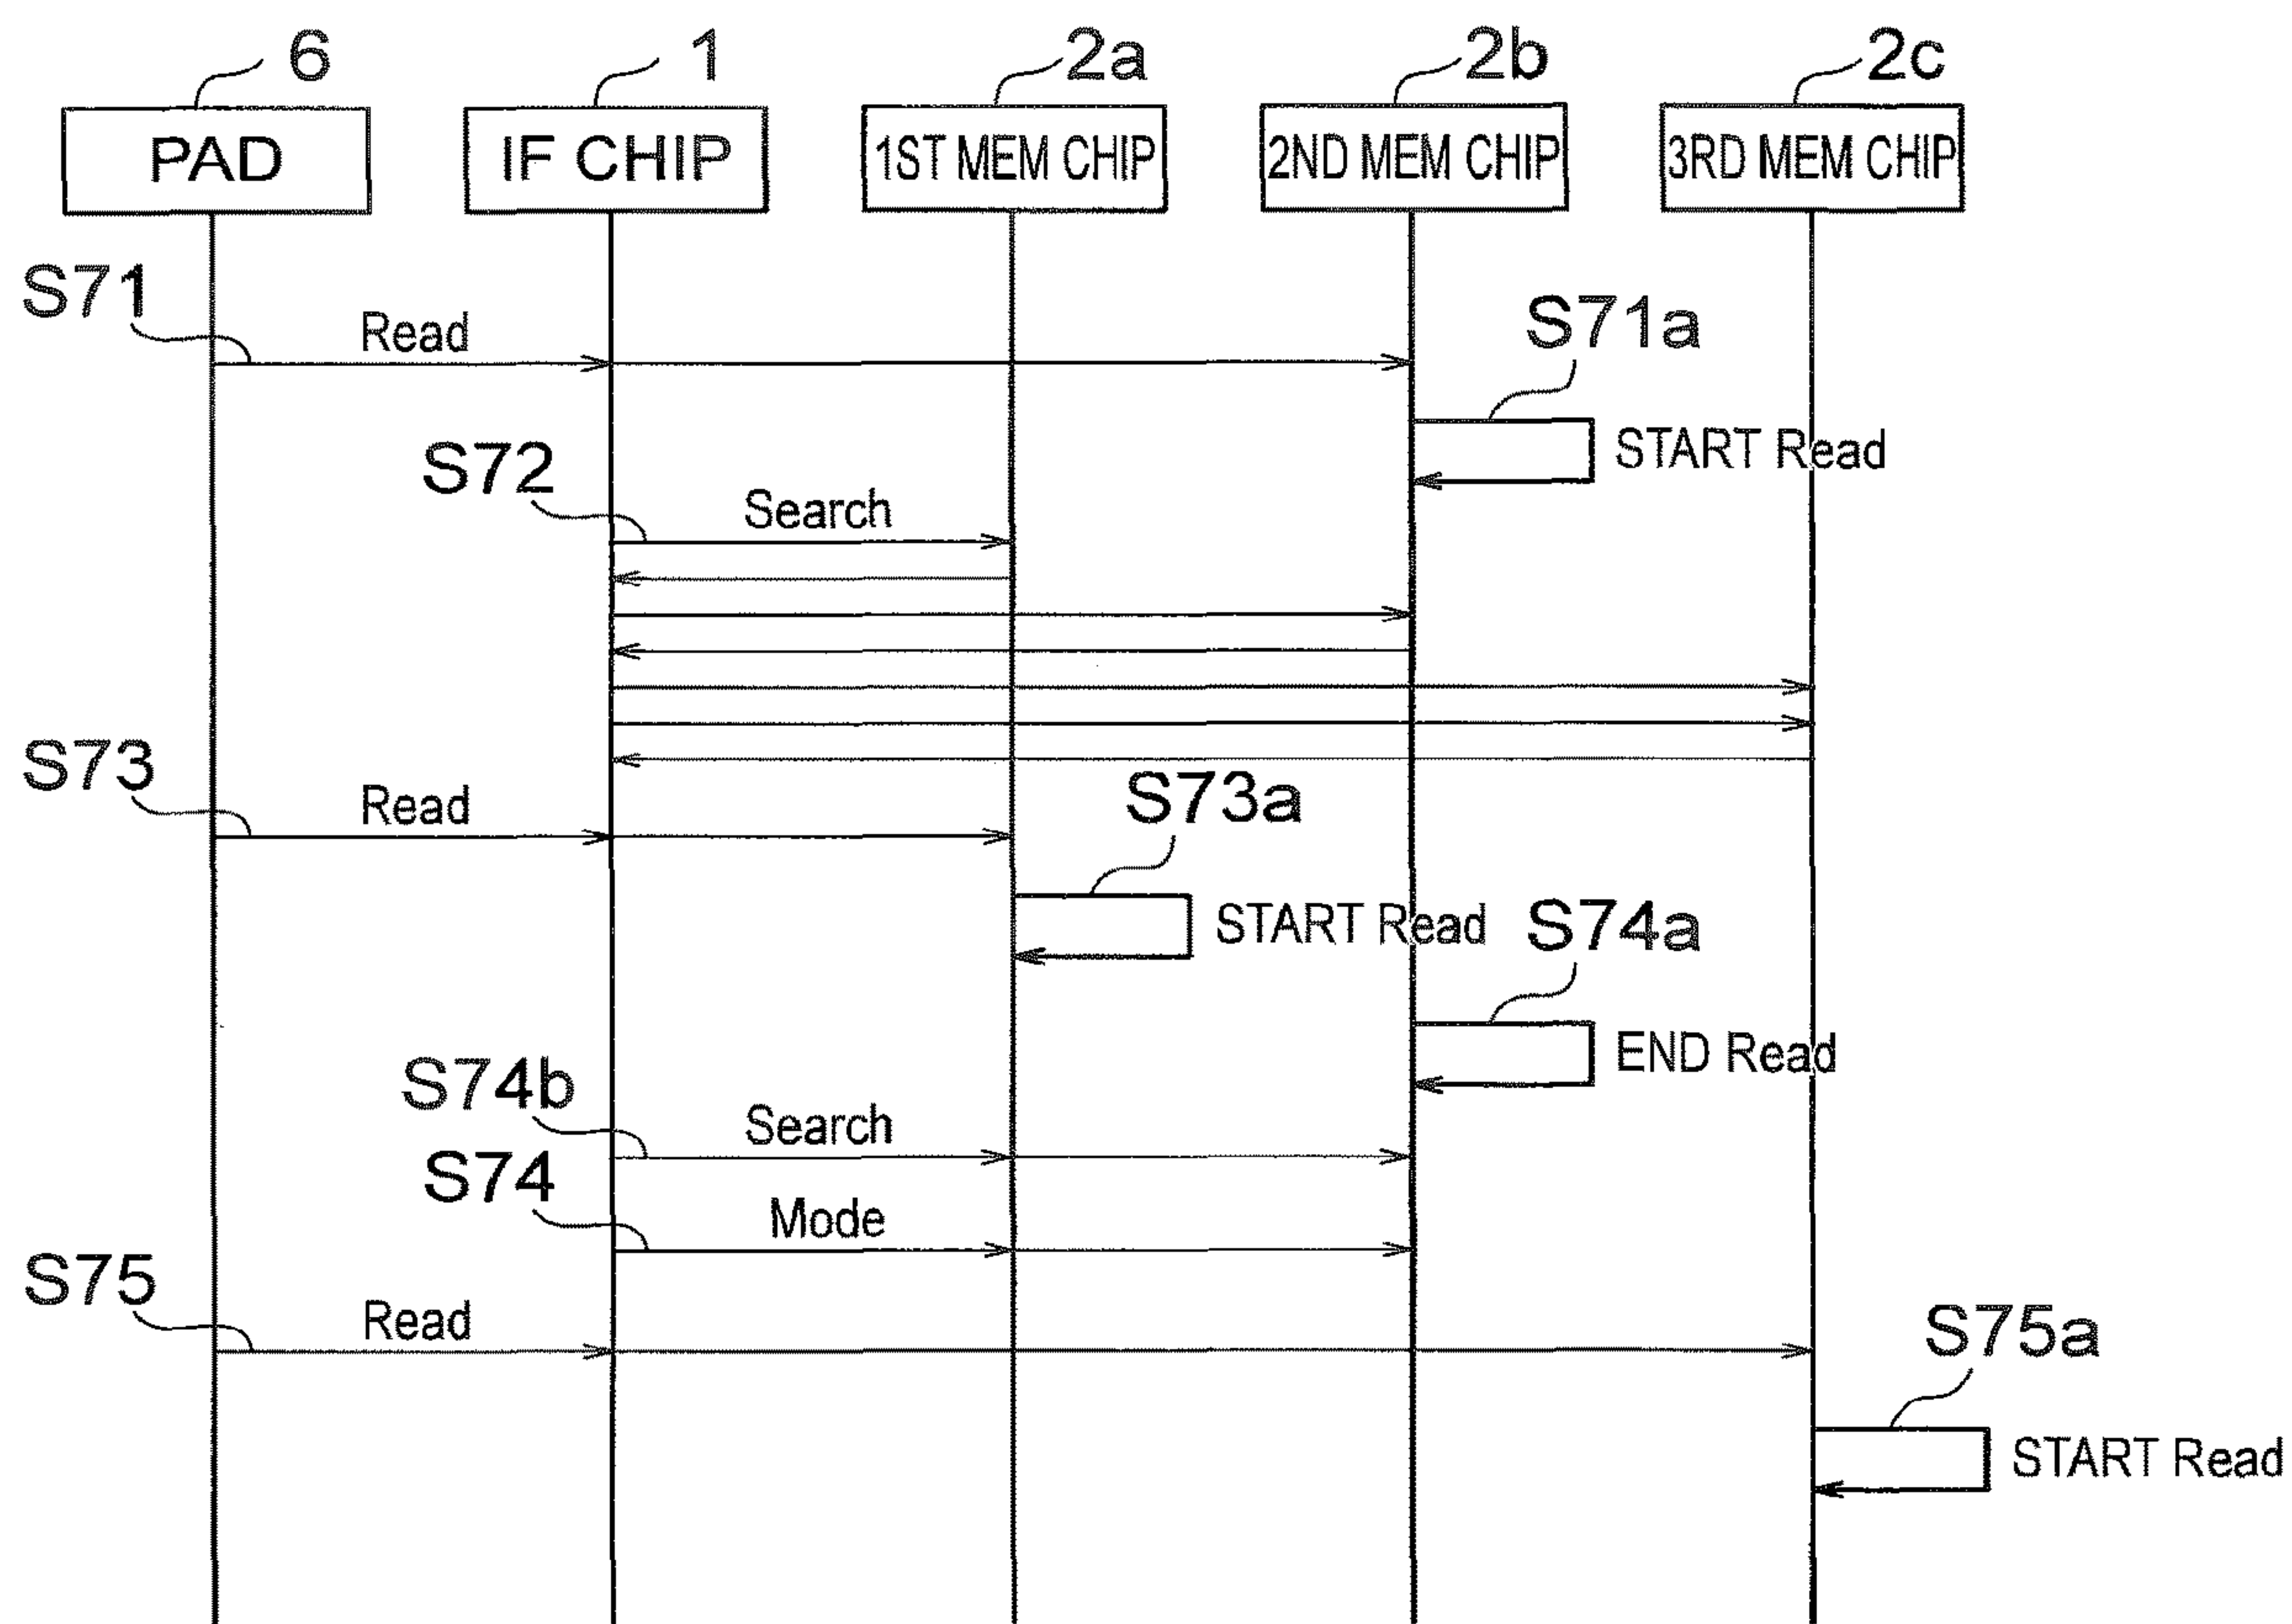 6 1 2a 2b 2c
PAD IF CHIP 1ST MEM CHIP 2ND MEM CHIP 3RD MEM CHIP
S71
Read
S71a
START Read
S72
Search
S73
Read
S73a
START Read
S74a
END Read
S74b
Search
S74
Mode
S75
Read
S75a
START Read